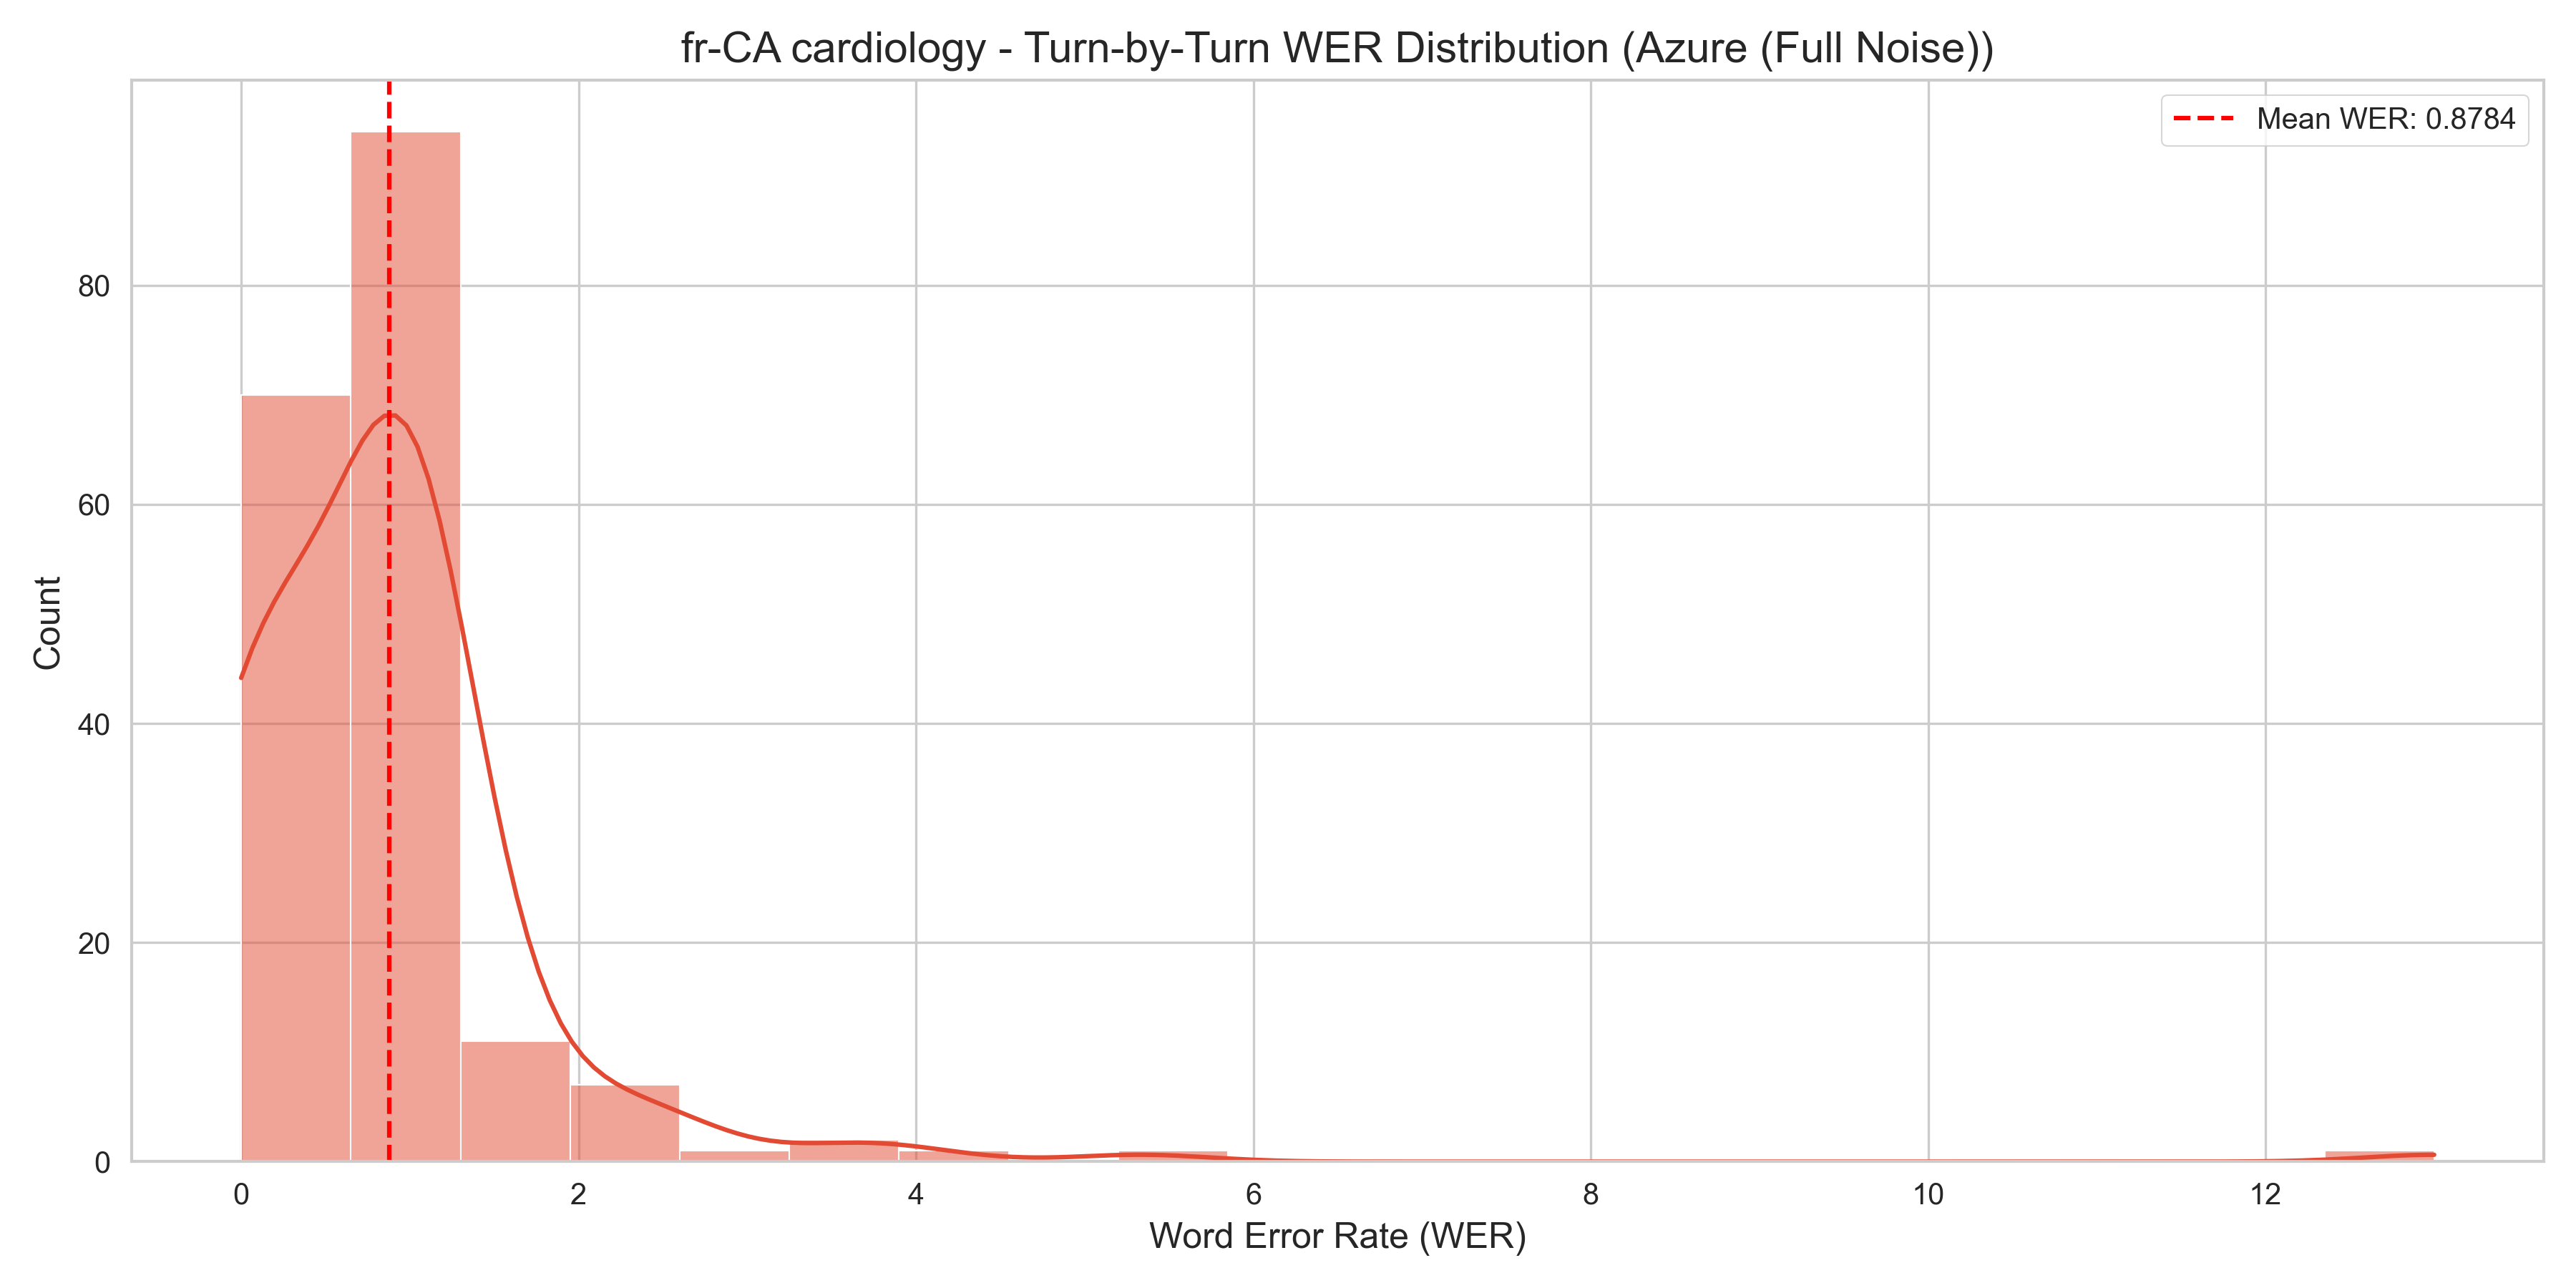 fr-CA cardiology - Turn-by-Turn WER Distribution (Azure (Full Noise))
Mean WER: 0.8784
80
60
40
20
0
Count
0 2 4 6 8 10 12
Word Error Rate (WER)